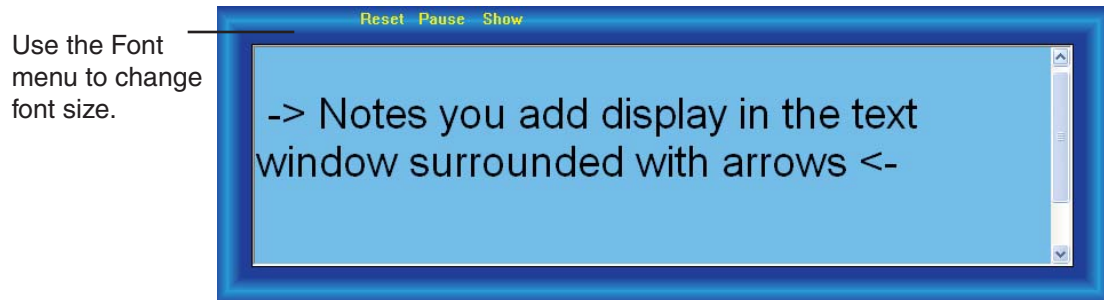 Reset Pause Show
Use the Font
menu to change
font size.
-> Notes you add display in the text
window surrounded with arrows <-